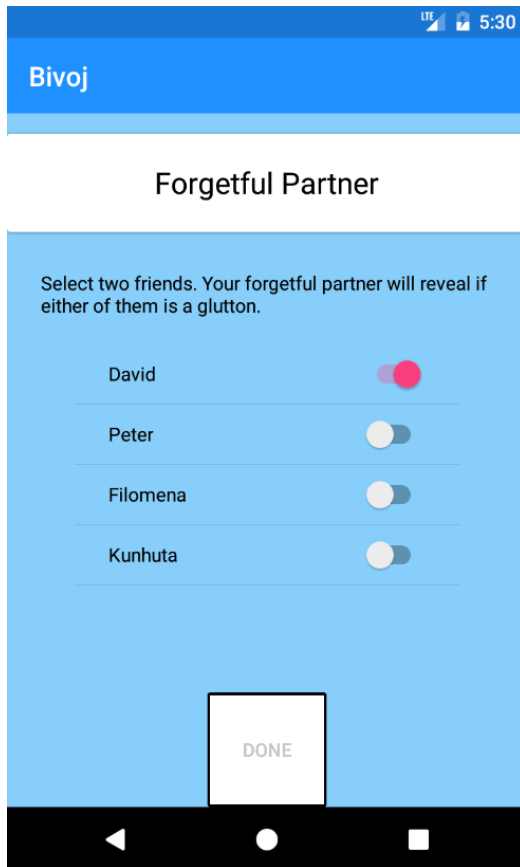 LTE 5:30
Bivoj
Forgetful Partner
Select two friends. Your forgetful partner will reveal if
either of them is a glutton.
David
Peter
Filomena
Kunhuta
DONE